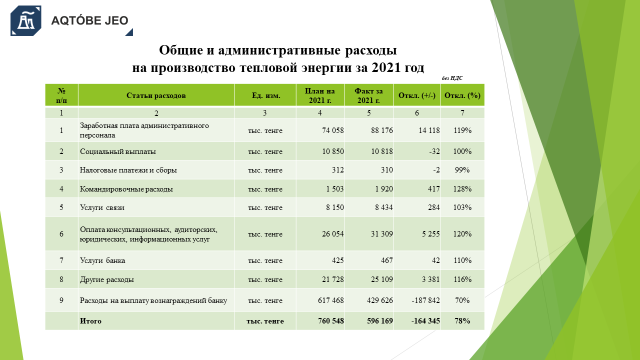 AQTÓBE JEO
Общие и административные расходы
на производство тепловой энергии за 2021 год
без НДС
№ п/п Статьи расходов Ед. изм. План на 2021 г. Факт за 2021 г. Откл. (+/-) Откл. (%)
1 2 3 4 5 6 7
1 Заработная плата административного персонала тыс. тенге 74 058 88 176 14 118 119%
2 Социальный выплаты тыс. тенге 10 850 10 818 -32 100%
3 Налоговые платежи и сборы тыс. тенге 312 310 -2 99%
4 Командировочные расходы тыс. тенге 1 503 1 920 417 128%
5 Услуги связи тыс. тенге 8 150 8 434 284 103%
6 Оплата консультационных, аудиторских, юридических, информационных услуг тыс. тенге 26 054 31 309 5 255 120%
7 Услуги банка тыс. тенге 425 467 42 110%
8 Другие расходы тыс. тенге 21 728 25 109 3 381 116%
9 Расходы на выплату вознаграждений банку тыс. тенге 617 468 429 626 -187 842 70%
Итого тыс. тенге 760 548 596 169 -164 345 78%